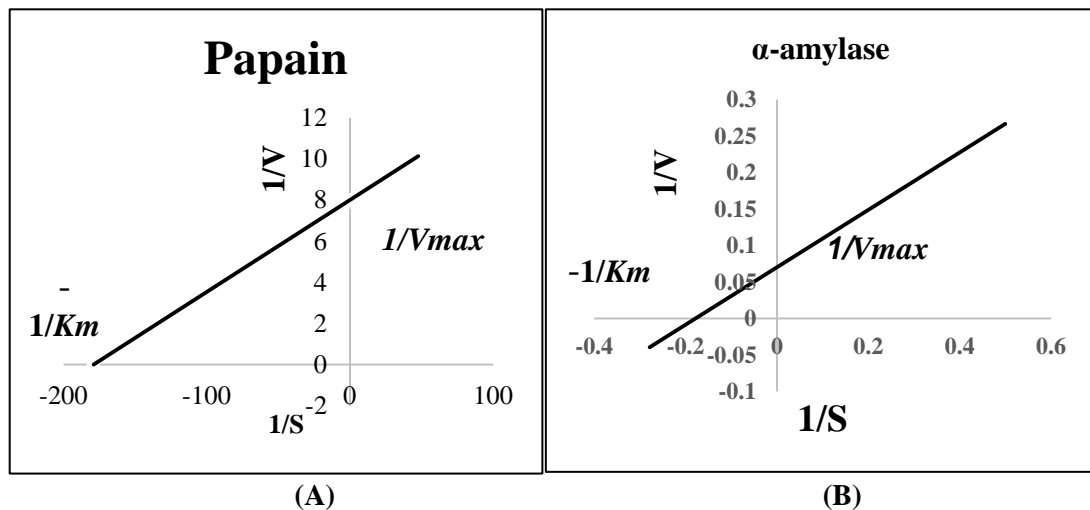 Papain
12
10
8
6
4
2
0
-2
1/V
1/Vmax
-
1/Km
-200
-100
0
100
1/S
(A)
α-amylase
0.3
0.25
0.2
0.15
0.1
0.05
0
-0.05
-0.1
1/V
1/Vmax
-1/Km
-0.4
-0.2
0
0.2
0.4
0.6
1/S
(B)